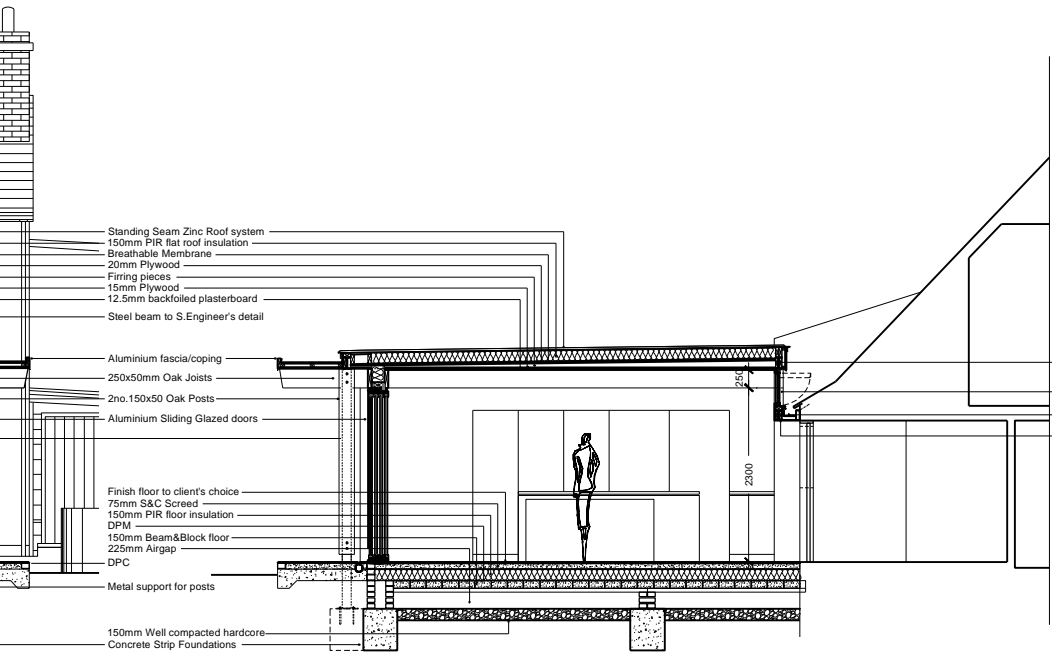 Standing Seam Zinc Roof system
150mm PIR flat roof insulation
Breathable Membrane
20mm Plywood
Firring pieces
15mm Plywood
12.5mm backfoiled plasterboard
Steel beam to S.Engineer's detail
Aluminium fascia/coping
250x50mm Oak Joists
2no.150x50 Oak Posts
Aluminium Sliding Glazed doors
250
2300
Finish floor to client's choice
75mm S&C Screed
150mm PIR floor insulation
DPM
150mm Beam&Block floor
225mm Airgap
DPC
Metal support for posts
150mm Well compacted hardcore
Concrete Strip Foundations